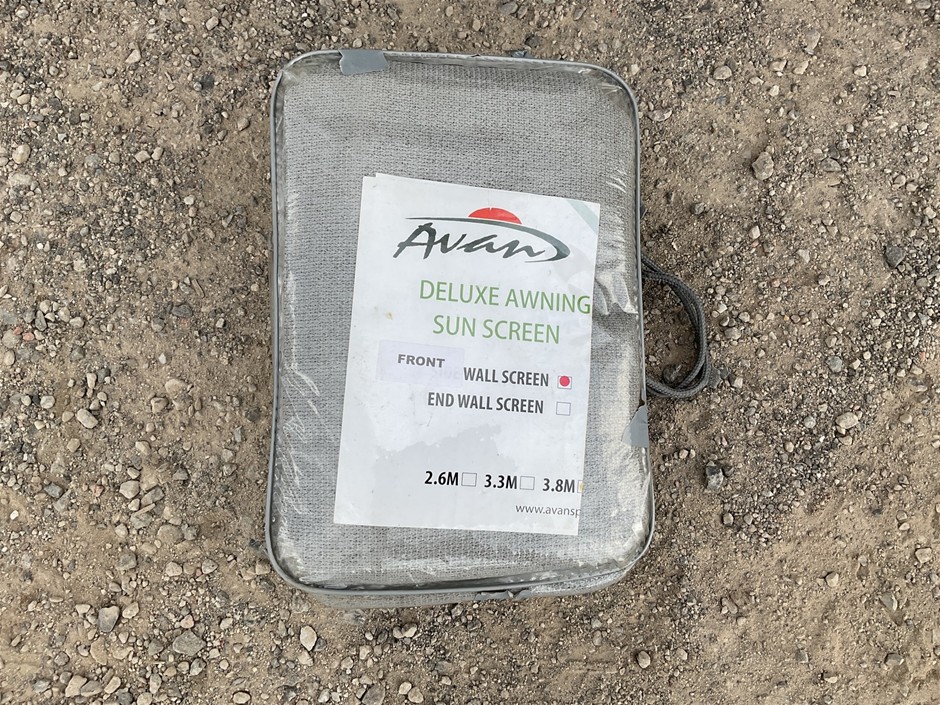 Avan
DELUXE AWNING
SUN SCREEN
FRONT WALL SCREEN
END WALL SCREEN
2.6M 3.3M 3.8M
www.avansp